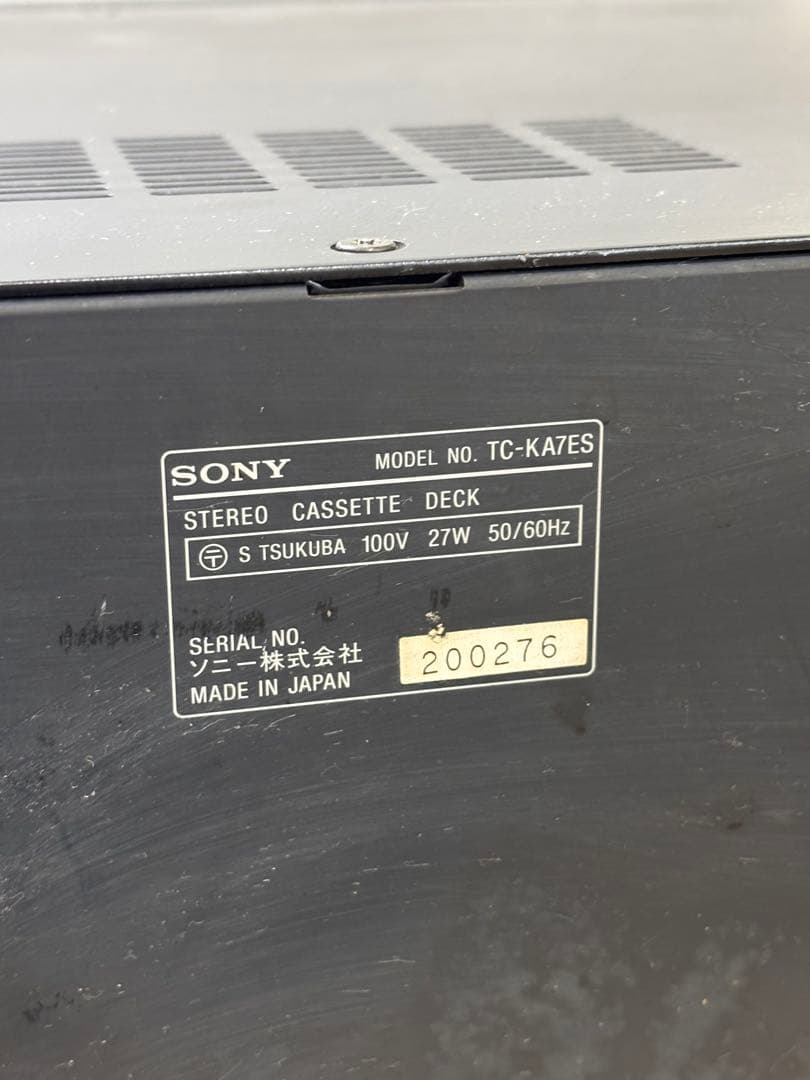 SONY MODEL NO. TC-KA7ES
STEREO CASSETTE DECK
〒 S TSUKUBA 100V 27W 50/60Hz
SERIAL NO. 200276
ソニー株式会社
MADE IN JAPAN